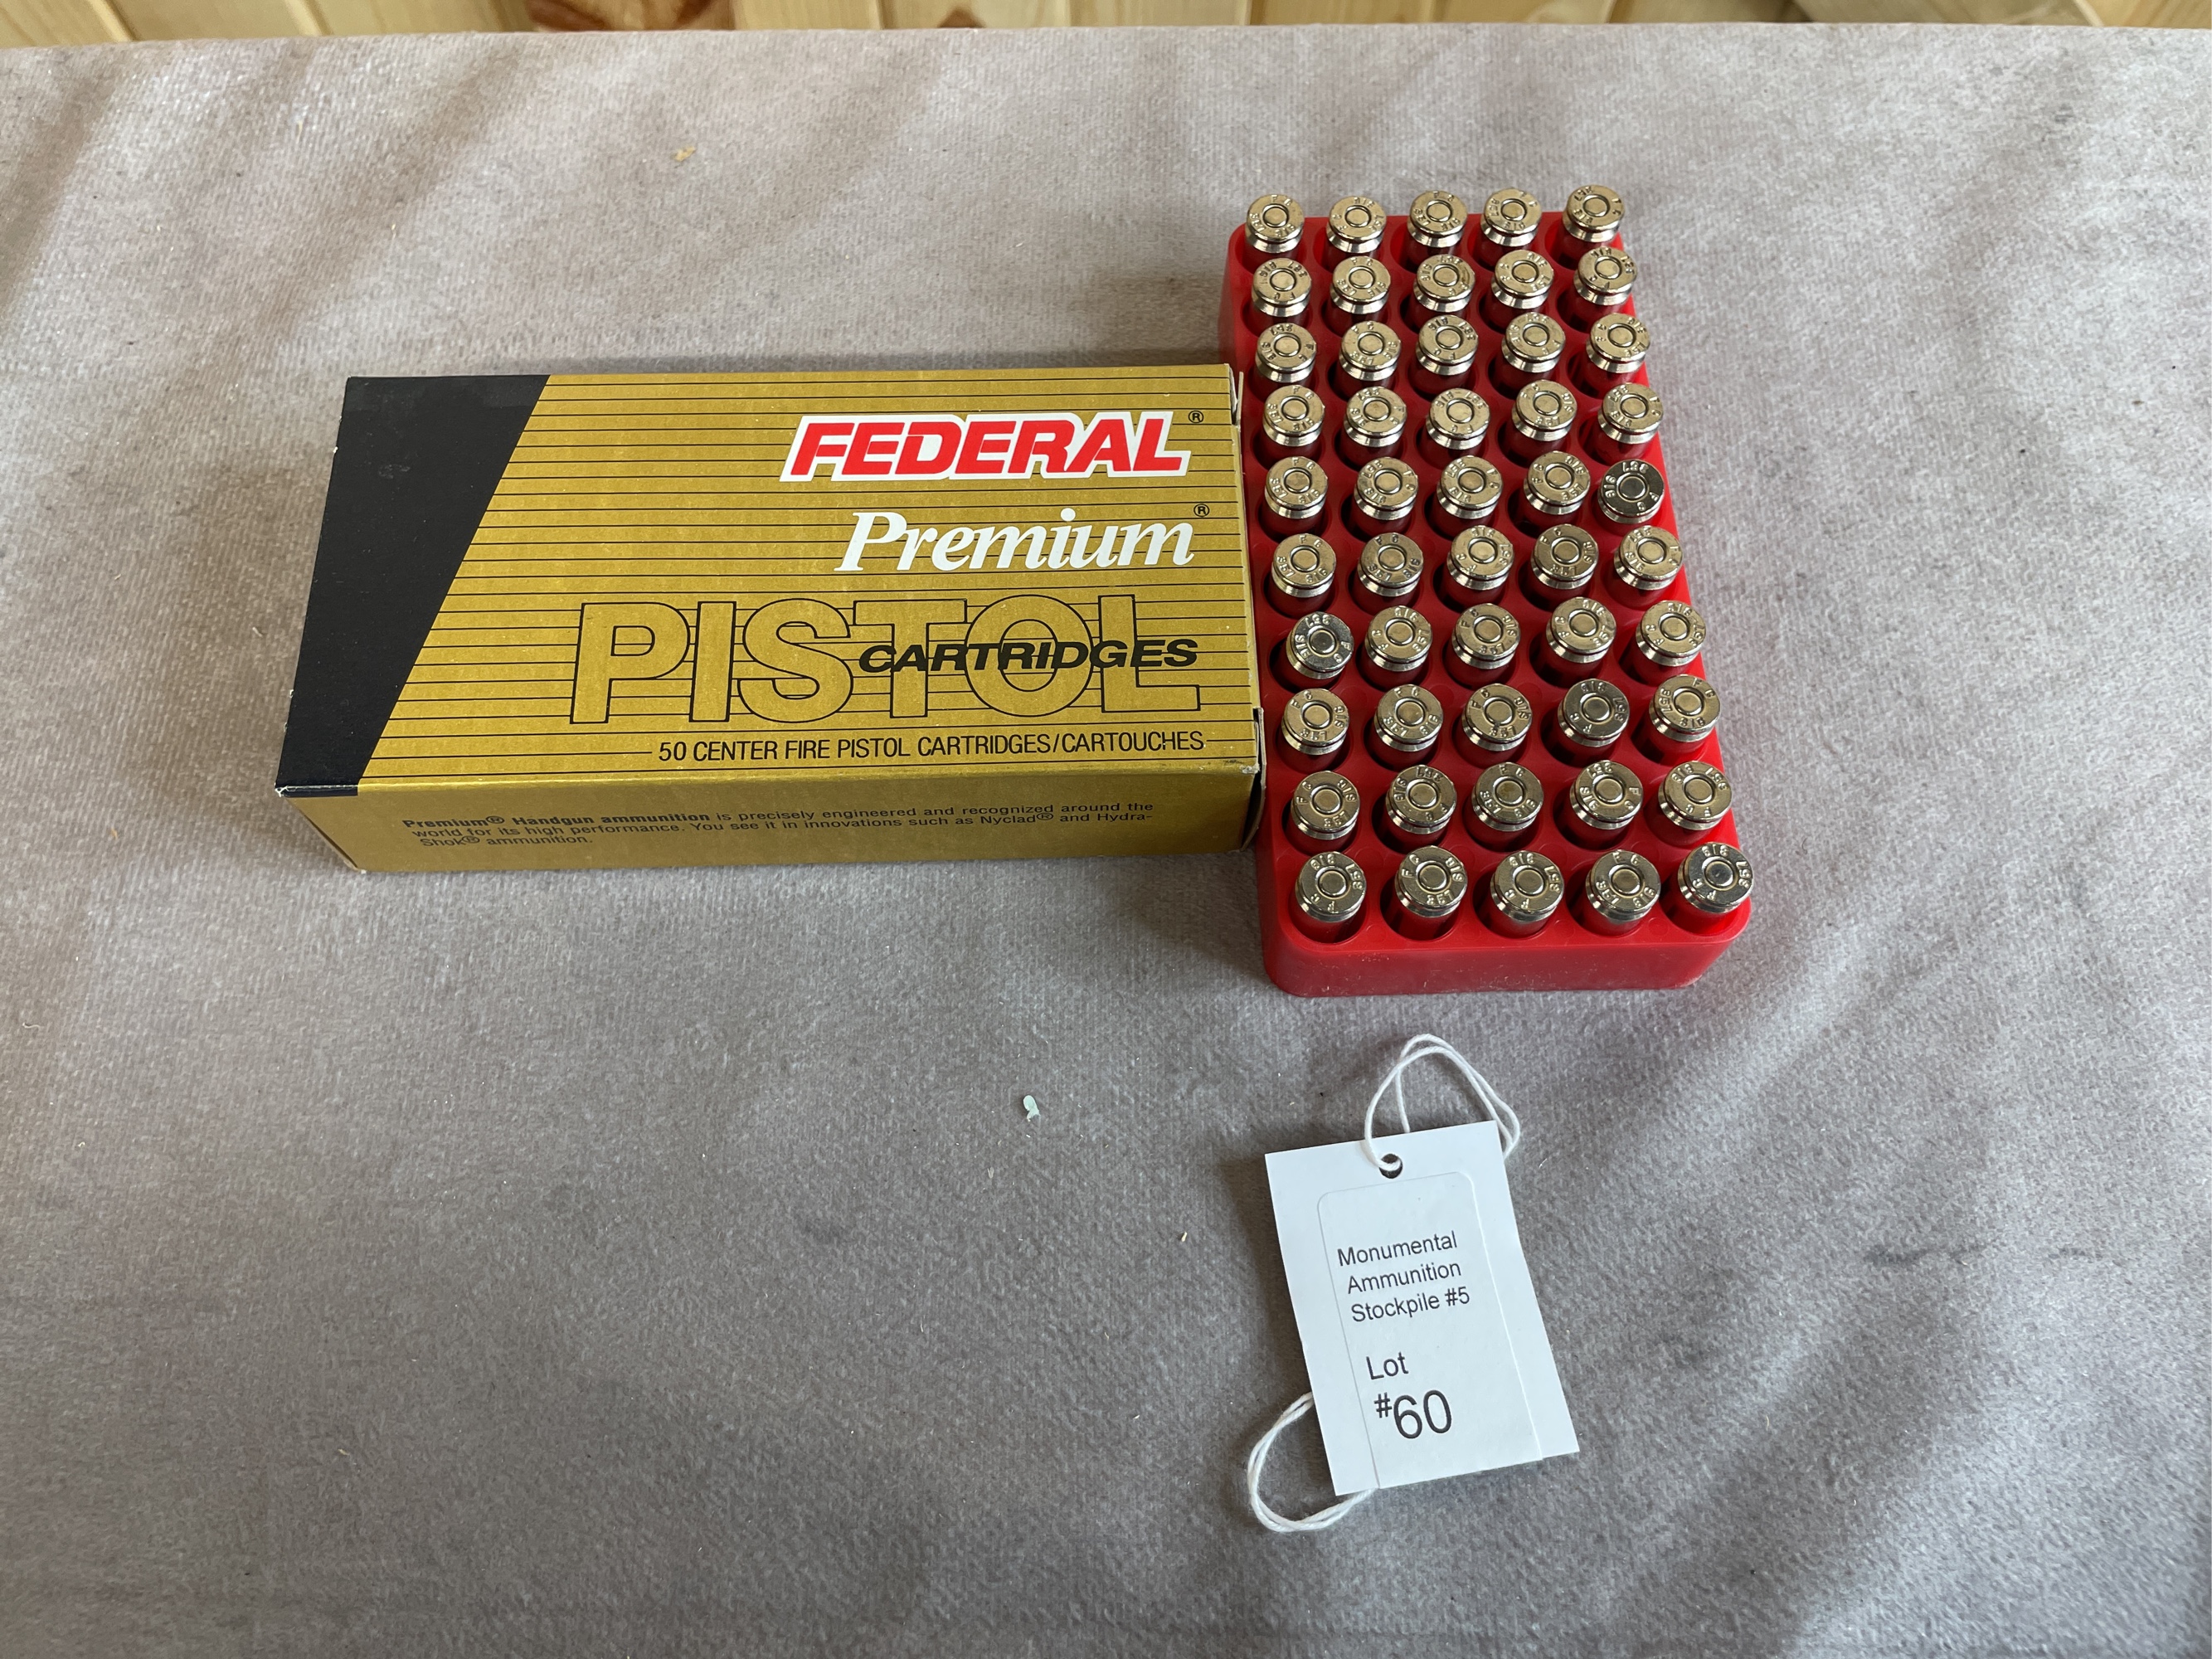 FEDERAL®
Premium®
PISTOL
CARTRIDGES
50 CENTER FIRE PISTOL CARTRIDGES/CARTOUCHES
Premium® Handgun ammunition is precisely engineered and recognized around the
world for its high performance. You see it in innovations such as Nyclad® and Hydra-
Shok® ammunition.
Monumental
Ammunition
Stockpile #5
Lot
#60